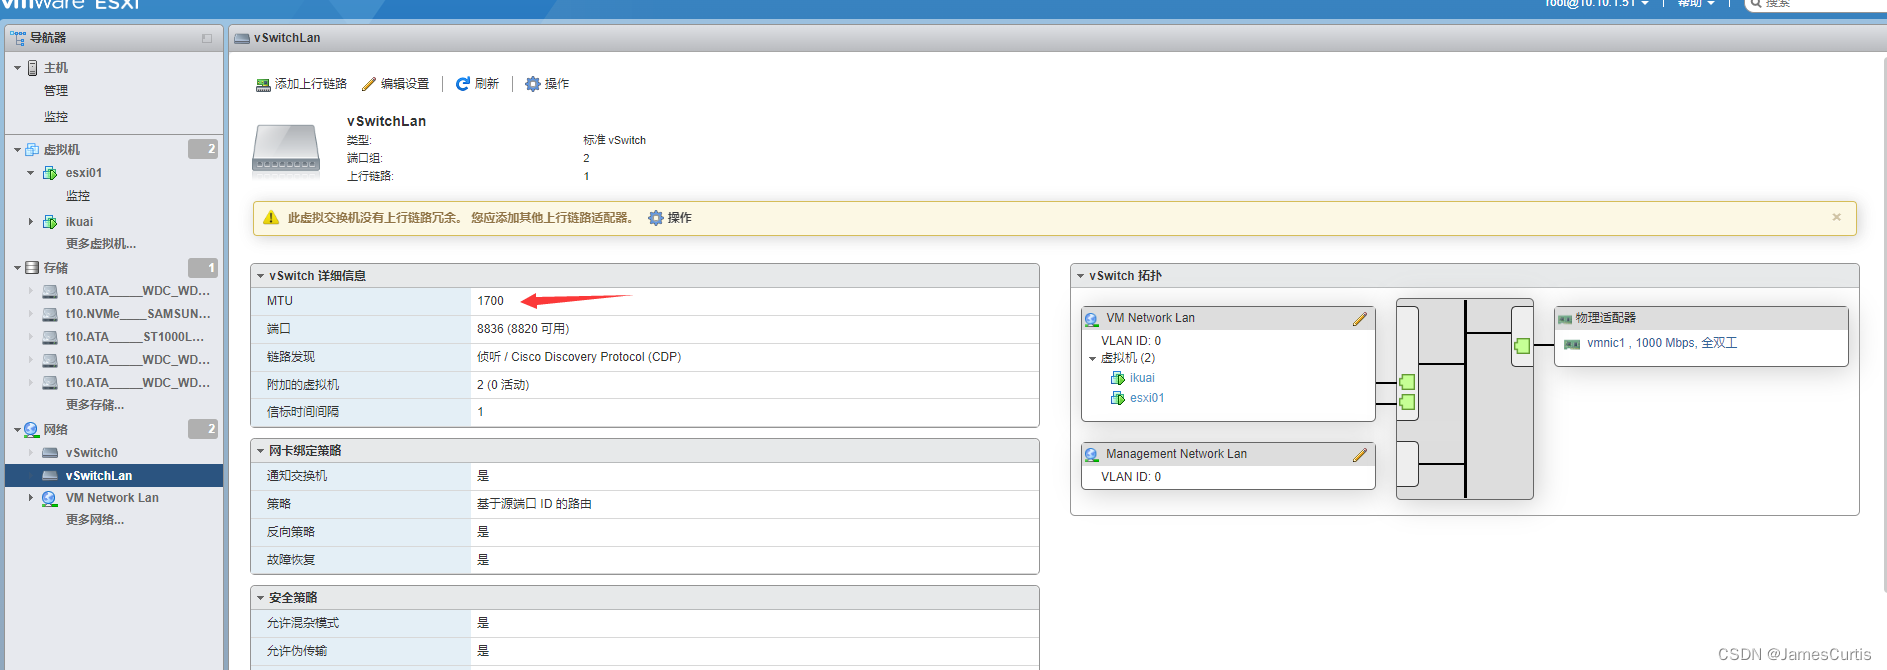 vmware ESXi
root@10.10.1.51
帮助
搜索
导航器
主机
管理
监控
虚拟机
2
esxi01
监控
ikuai
更多虚拟机...
存储
1
t10.ATA_____WDC_WD...
t10.NVMe____SAMSUN...
t10.ATA_____ST1000L...
t10.ATA_____WDC_WD...
t10.ATA_____WDC_WD...
更多存储...
网络
2
vSwitch0
vSwitchLan
VM Network Lan
更多网络...
vSwitchLan
添加上行链路 编辑设置 刷新 操作
vSwitchLan
类型: 标准 vSwitch
端口组: 2
上行链路: 1
此虚拟交换机没有上行链路冗余。 您应添加其他上行链路适配器。 操作
vSwitch 详细信息
MTU 1700
端口 8836 (8820 可用)
链路发现 侦听 / Cisco Discovery Protocol (CDP)
附加的虚拟机 2 (0 活动)
信标时间间隔 1
网卡绑定策略
通知交换机 是
策略 基于源端口 ID 的路由
反向策略 是
故障恢复 是
安全策略
允许混杂模式 是
允许伪传输 是
vSwitch 拓扑
VM Network Lan
VLAN ID: 0
虚拟机 (2)
ikuai
esxi01
Management Network Lan
VLAN ID: 0
物理适配器
vmnic1 , 1000 Mbps, 全双工
CSDN @JamesCurtis